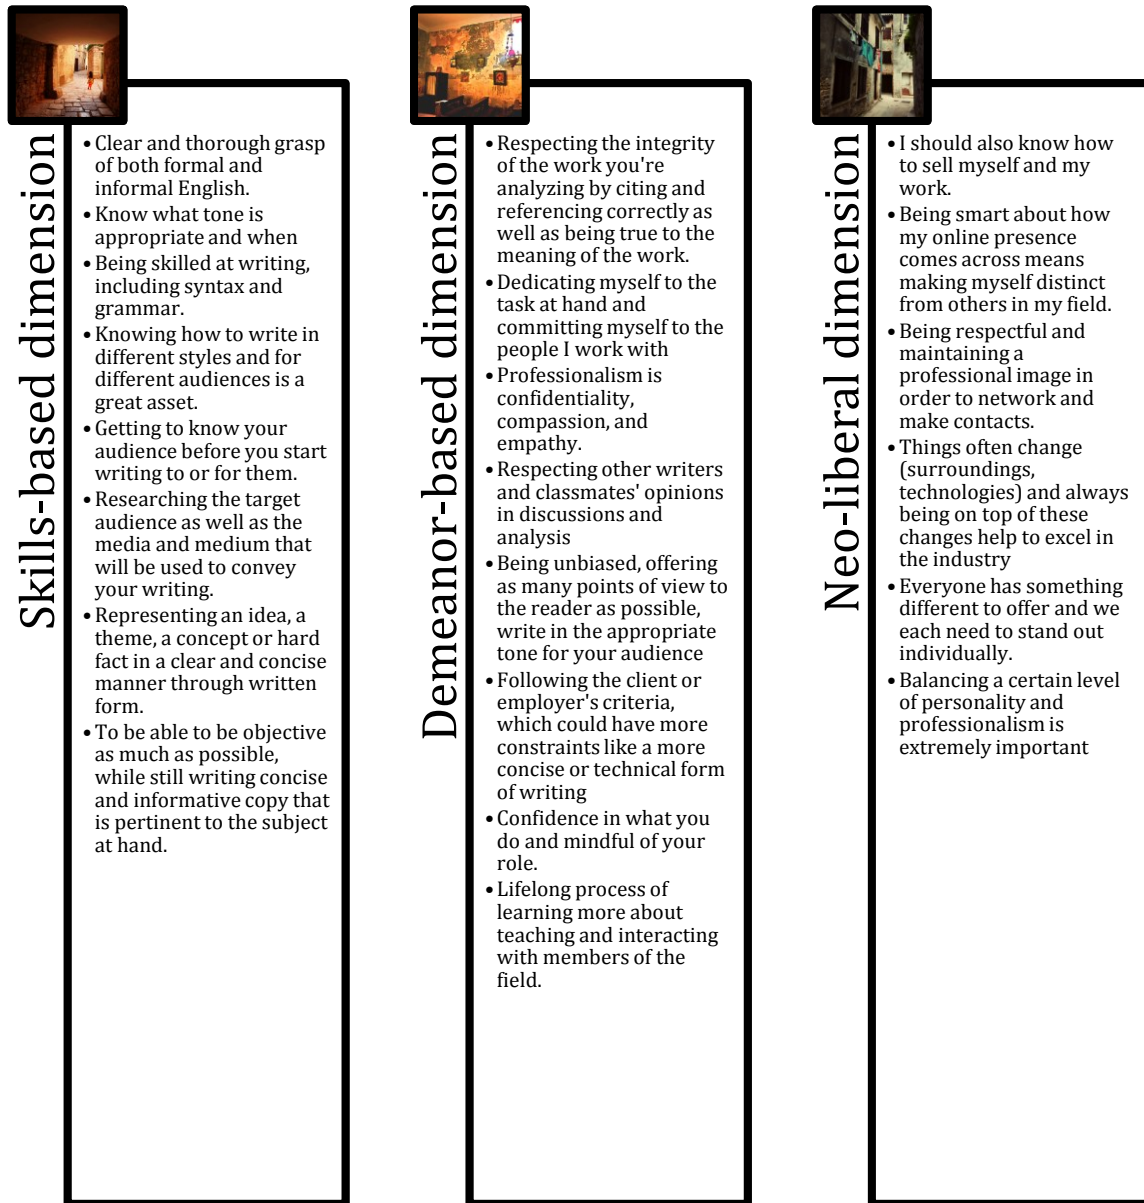 Skills-based dimension
• Clear and thorough grasp
of both formal and
informal English.
• Know what tone is
appropriate and when
• Being skilled at writing,
including syntax and
grammar.
• Knowing how to write in
different styles and for
different audiences is a
great asset.
• Getting to know your
audience before you start
writing to or for them.
• Researching the target
audience as well as the
media and medium that
will be used to convey
your writing.
• Representing an idea, a
theme, a concept or hard
fact in a clear and concise
manner through written
form.
• To be able to be objective
as much as possible,
while still writing concise
and informative copy that
is pertinent to the subject
at hand.
Demeanor-based dimension
• Respecting the integrity
of the work you're
analyzing by citing and
referencing correctly as
well as being true to the
meaning of the work.
• Dedicating myself to the
task at hand and
committing myself to the
people I work with
• Professionalism is
confidentiality,
compassion, and
empathy.
• Respecting other writers
and classmates' opinions
in discussions and
analysis
• Being unbiased, offering
as many points of view to
the reader as possible,
write in the appropriate
tone for your audience
• Following the client or
employer's criteria,
which could have more
constraints like a more
concise or technical form
of writing
• Confidence in what you
do and mindful of your
role.
• Lifelong process of
learning more about
teaching and interacting
with members of the
field.
Neo-liberal dimension
• I should also know how
to sell myself and my
work.
• Being smart about how
my online presence
comes across means
making myself distinct
from others in my field.
• Being respectful and
maintaining a
professional image in
order to network and
make contacts.
• Things often change
(surroundings,
technologies) and always
being on top of these
changes help to excel in
the industry
• Everyone has something
different to offer and we
each need to stand out
individually.
• Balancing a certain level
of personality and
professionalism is
extremely important